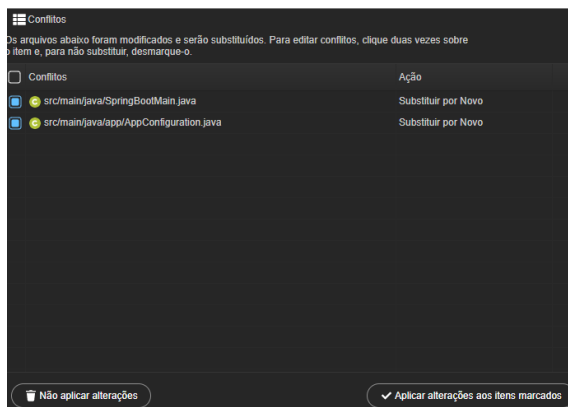 Conflitos
Os arquivos abaixo foram modificados e serão substituídos. Para editar conflitos, clique duas vezes sobre
o item e, para não substituir, desmarque-o.
Conflitos Ação
src/main/java/SpringBootMain.java Substituir por Novo
src/main/java/app/AppConfiguration.java Substituir por Novo
Não aplicar alterações Aplicar alterações aos itens marcados